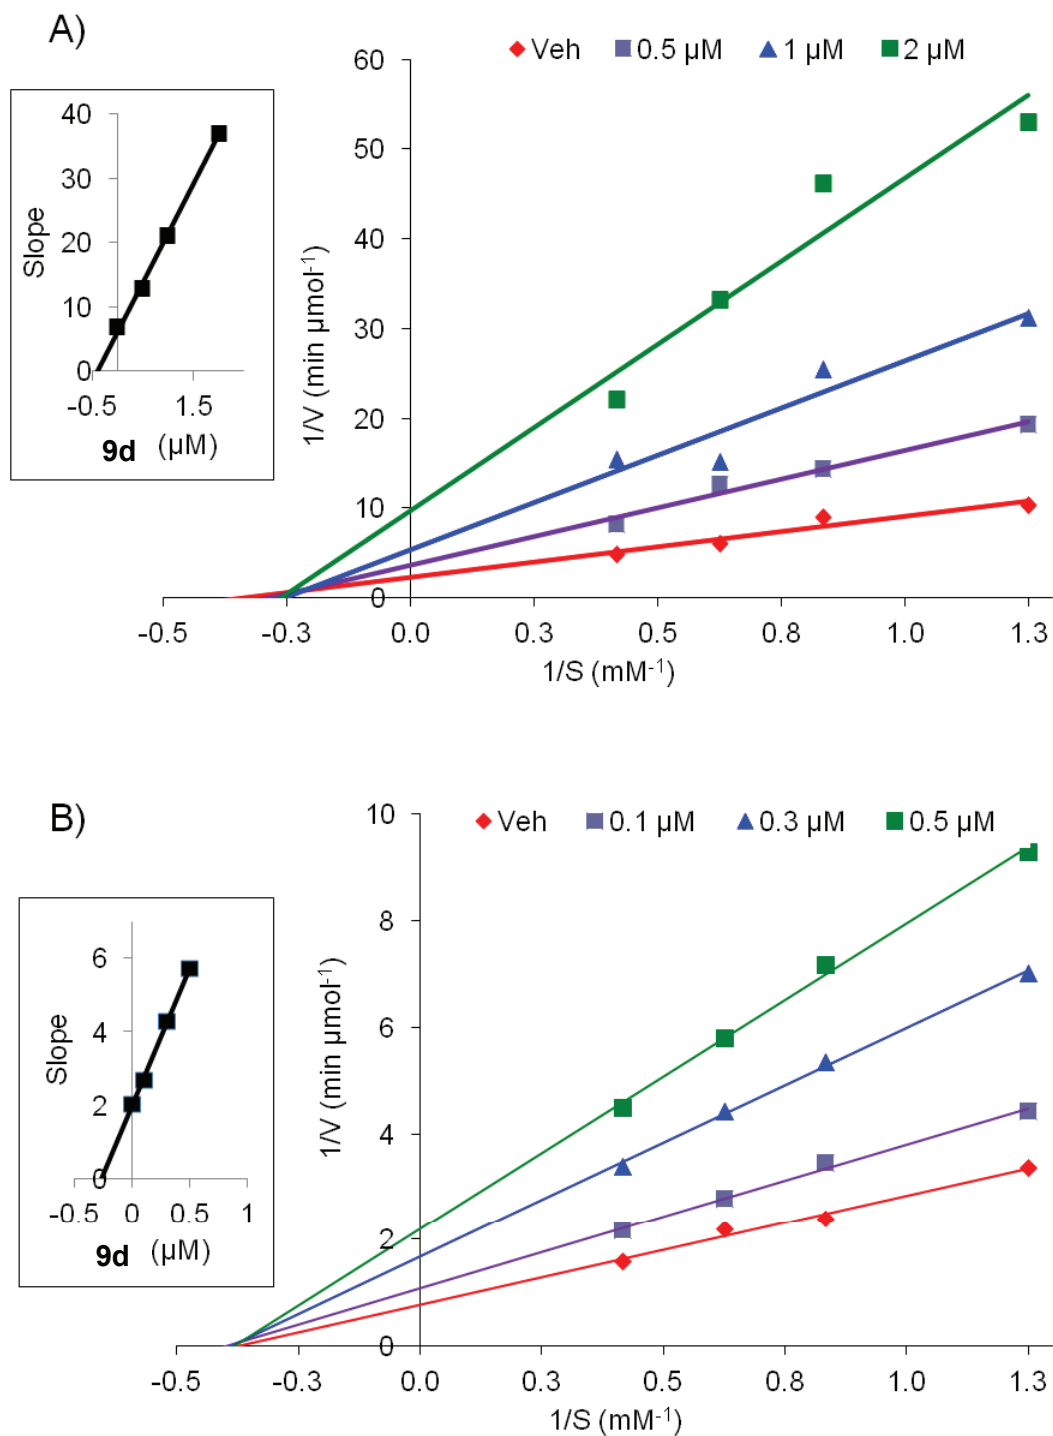 A)
Veh 0.5 µM 1 µM 2 µM
60
50
40
30
20
10
0
1/V (min µmol-1)
-0.5 -0.3 0.0 0.3 0.5 0.8 1.0 1.3
1/S (mM-1)
40
30
20
10
0
Slope
-0.5 1.5
9d (µM)
B)
Veh 0.1 µM 0.3 µM 0.5 µM
10
8
6
4
2
0
1/V (min µmol-1)
-0.5 -0.3 0.0 0.3 0.5 0.8 1.0 1.3
1/S (mM-1)
6
4
2
0
Slope
-0.5 0 0.5 1
9d (µM)